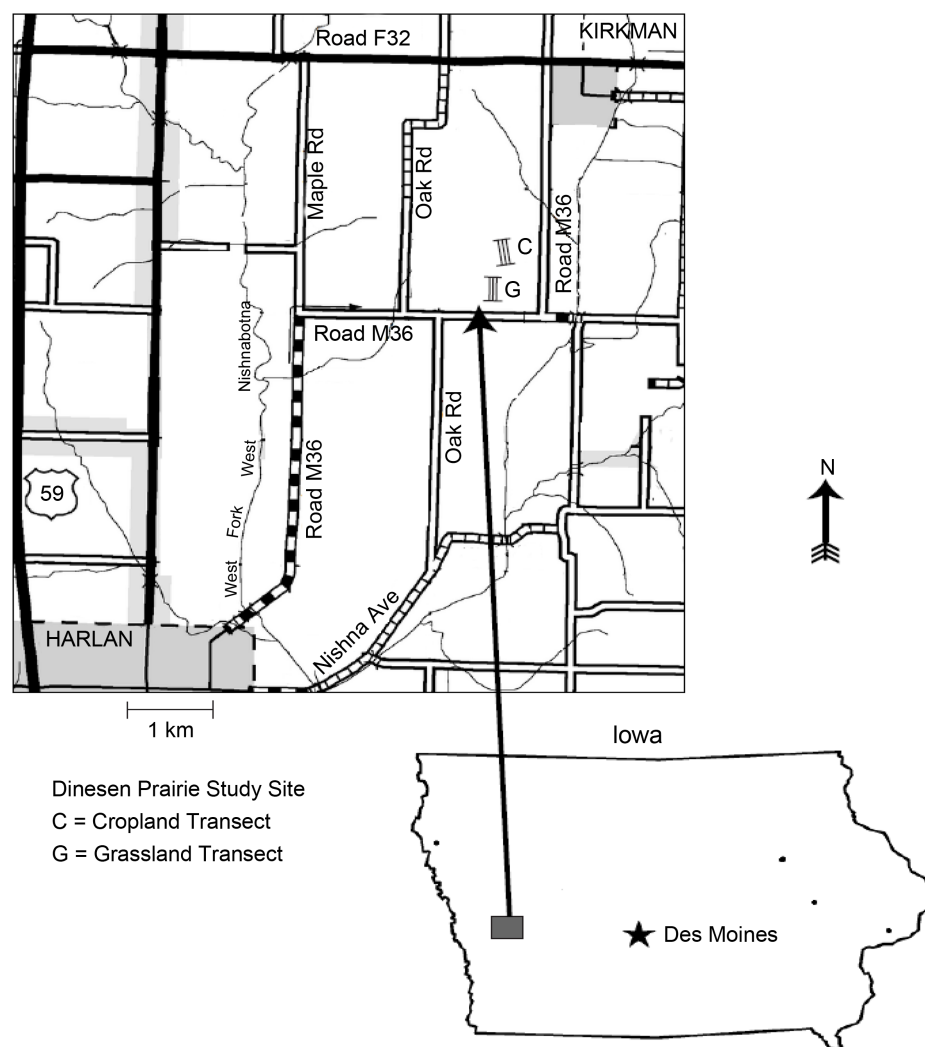 KIRKMAN
Road F32
Maple Rd
Oak Rd
Road M36
C
G
Nishnabotna
Road M36
Oak Rd
West
Road M36
59
Fork
West
Nishna Ave
HARLAN
N
1 km
Iowa
Dinesen Prairie Study Site
C = Cropland Transect
G = Grassland Transect
Des Moines